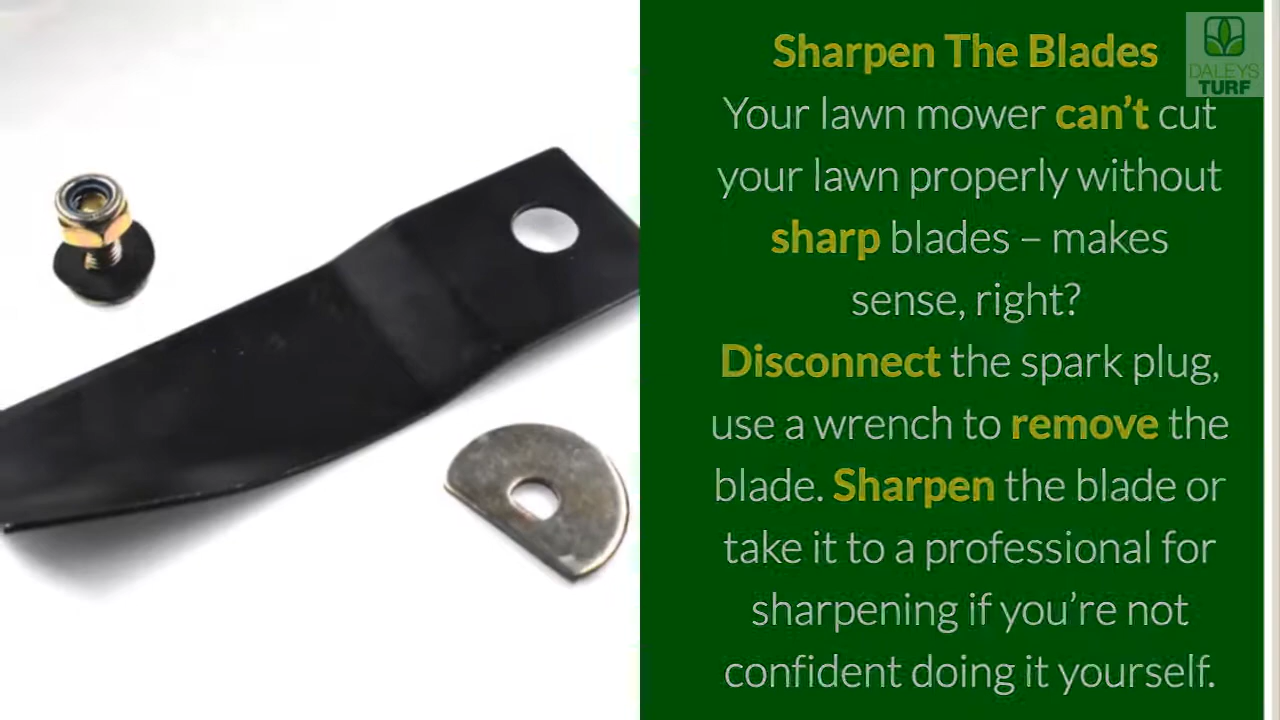 Sharpen The Blades
DALEYS
TURF
Your lawn mower can’t cut
your lawn properly without
sharp blades – makes
sense, right?
Disconnect the spark plug,
use a wrench to remove the
blade. Sharpen the blade or
take it to a professional for
sharpening if you’re not
confident doing it yourself.